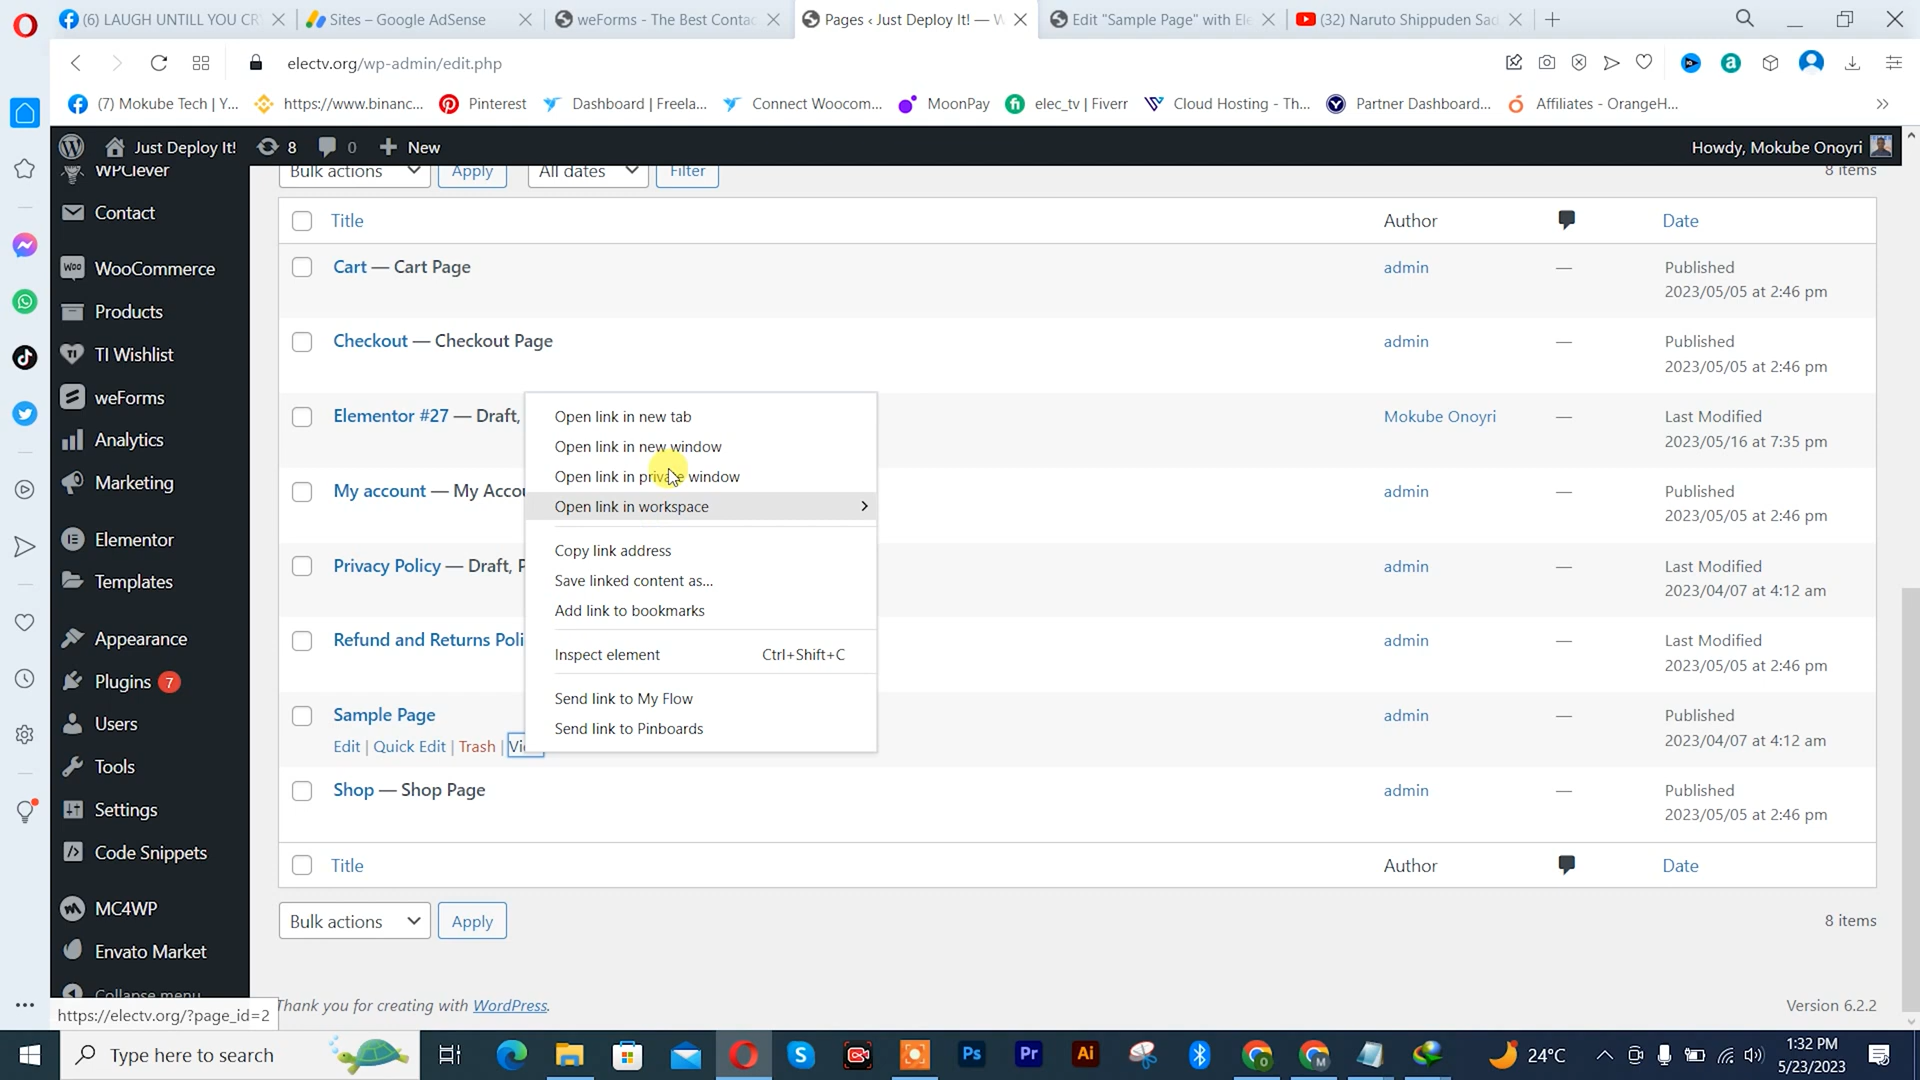 (6) LAUGH UNTILL YOU CR
Sites – Google AdSense
weForms - The Best Contac
Pages ‹ Just Deploy It! — W
Edit "Sample Page" with Ele
(32) Naruto Shippuden Sad
electv.org/wp-admin/edit.php
(7) Mokube Tech | Y...
https://www.binanc...
Pinterest
Dashboard | Freela...
Connect Woocom...
MoonPay
elec_tv | Fiverr
Cloud Hosting - Th...
Partner Dashboard...
Affiliates - OrangeH...
Just Deploy It!
8
0
New
Howdy, Mokube Onoyri
WPClever
Contact
WooCommerce
Products
TI Wishlist
weForms
Analytics
Marketing
Elementor
Templates
Appearance
Plugins 7
Users
Tools
Settings
Code Snippets
MC4WP
Envato Market
Collapse menu
Bulk actions
Apply
All dates
Filter
8 items
Title
Author
Date
Cart — Cart Page
admin
—
Published
2023/05/05 at 2:46 pm
Checkout — Checkout Page
admin
—
Published
2023/05/05 at 2:46 pm
Elementor #27 — Draft,
Mokube Onoyri
—
Last Modified
2023/05/16 at 7:35 pm
My account — My Accou
admin
—
Published
2023/05/05 at 2:46 pm
Privacy Policy — Draft, P
admin
—
Last Modified
2023/04/07 at 4:12 am
Refund and Returns Poli
admin
—
Last Modified
2023/05/05 at 2:46 pm
Sample Page
Edit | Quick Edit | Trash | Vi
admin
—
Published
2023/04/07 at 4:12 am
Shop — Shop Page
admin
—
Published
2023/05/05 at 2:46 pm
Title
Author
Date
Bulk actions
Apply
8 items
Open link in new tab
Open link in new window
Open link in private window
Open link in workspace
Copy link address
Save linked content as...
Add link to bookmarks
Inspect element Ctrl+Shift+C
Send link to My Flow
Send link to Pinboards
https://electv.org/?page_id=2
Thank you for creating with WordPress.
Version 6.2.2
Type here to search
Ps
Pr
Ai
24°C
1:32 PM
5/23/2023